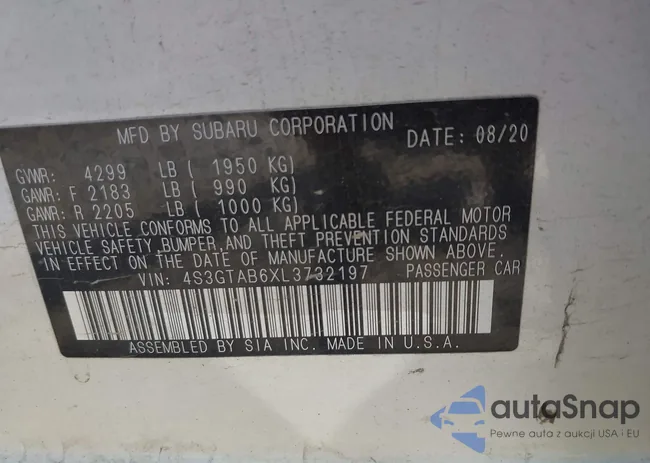 MFD BY SUBARU CORPORATION DATE: 08/20
GVWR: 4299 LB ( 1950 KG)
GAWR: F 2183 LB ( 990 KG)
GAWR: R 2205 LB ( 1000 KG)
THIS VEHICLE CONFORMS TO ALL APPLICABLE FEDERAL MOTOR
VEHICLE SAFETY, BUMPER, AND THEFT PREVENTION STANDARDS
IN EFFECT ON THE DATE OF MANUFACTURE SHOWN ABOVE.
VIN: 4S3GTAB6XL3732197 PASSENGER CAR
ASSEMBLED BY SIA INC. MADE IN U.S.A.
autoSnap
Pewne auta z aukcji USA i EU